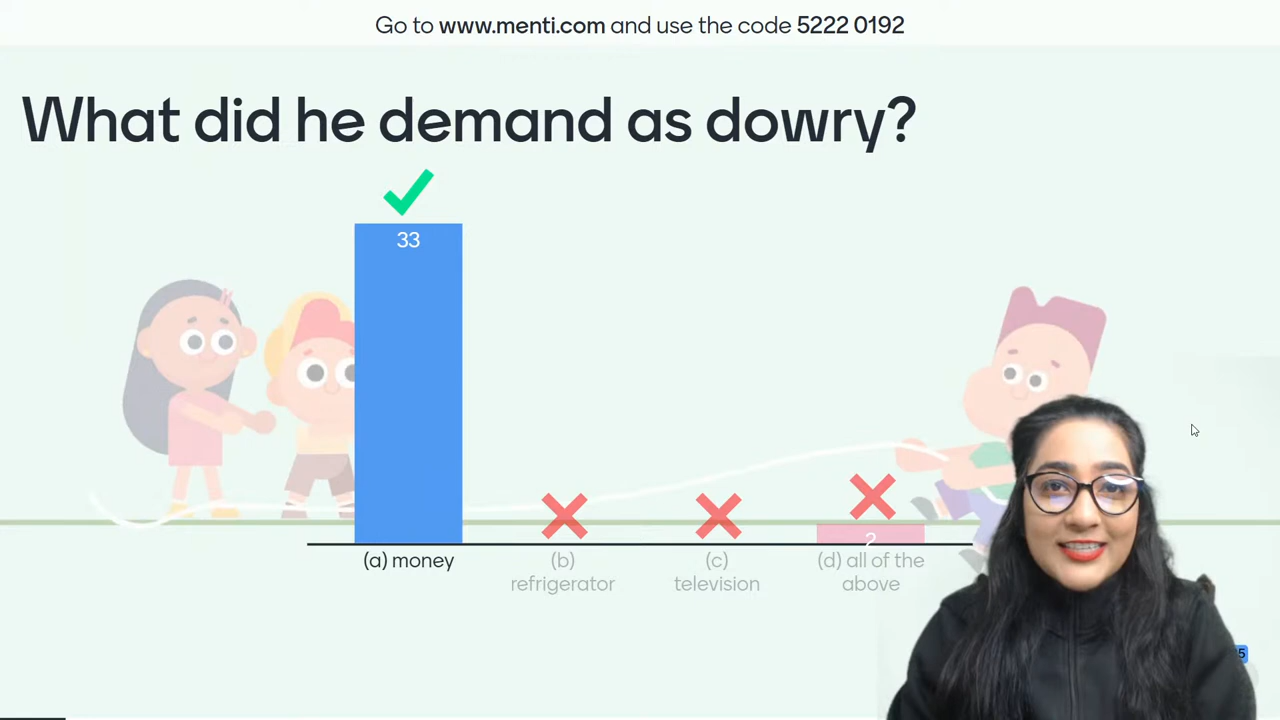 Go to www.menti.com and use the code 5222 0192
What did he demand as dowry?
33
2
(a) money
(b)
refrigerator
(c)
television
(d) all of the
above